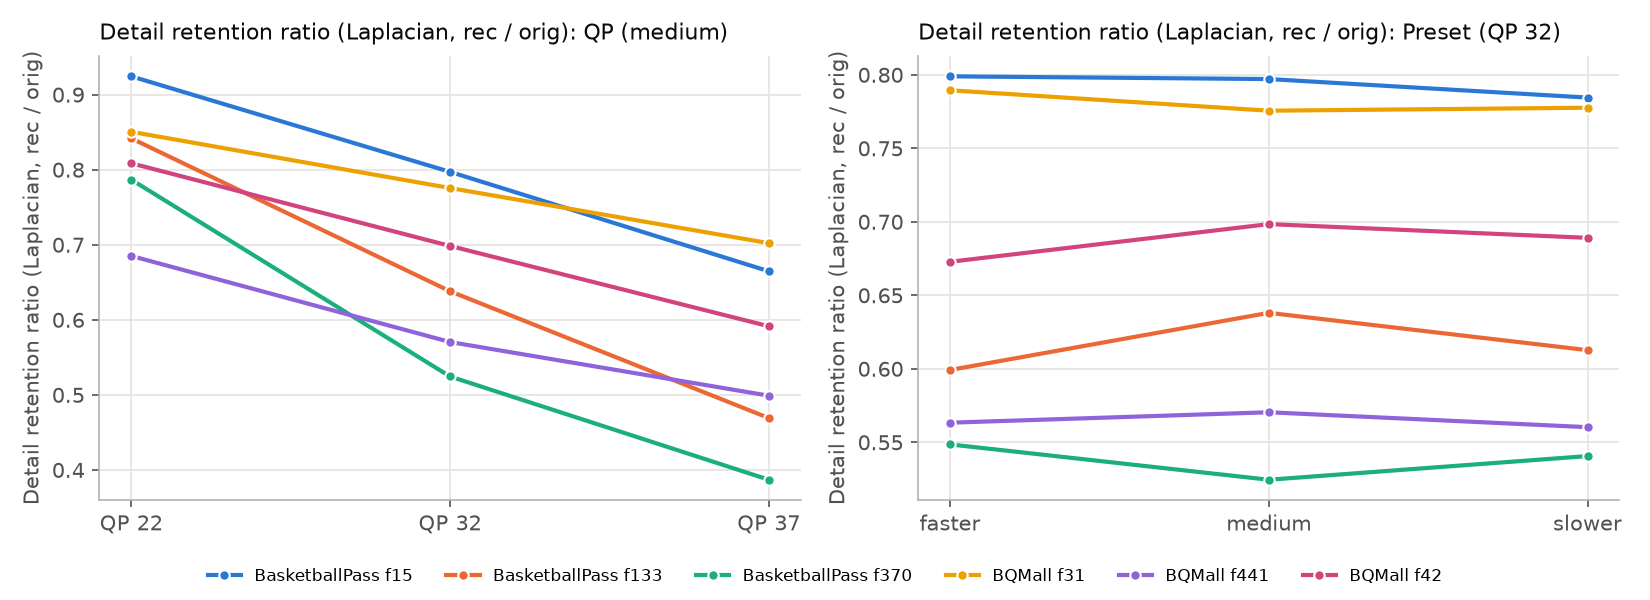 Detail retention ratio (Laplacian, rec / orig): QP (medium)
Detail retention ratio (Laplacian, rec / orig)
0.9
0.8
0.7
0.6
0.5
0.4
QP 22
QP 32
QP 37
Detail retention ratio (Laplacian, rec / orig): Preset (QP 32)
Detail retention ratio (Laplacian, rec / orig)
0.80
0.75
0.70
0.65
0.60
0.55
faster
medium
slower
BasketballPass f15
BasketballPass f133
BasketballPass f370
BQMall f31
BQMall f441
BQMall f42